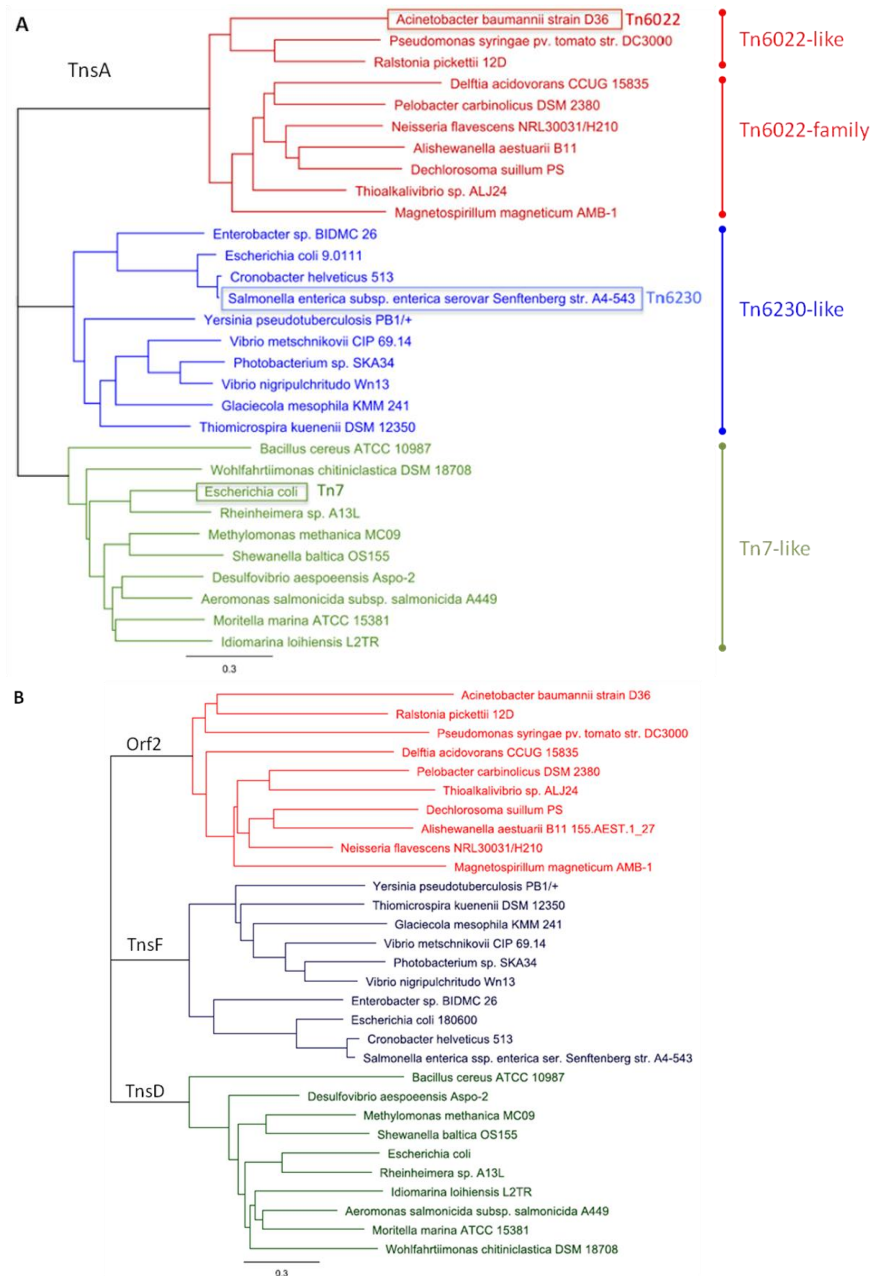 A
TnsA
Acinetobacter baumannii strain D36 Tn6022
Pseudomonas syringae pv. tomato str. DC3000
Ralstonia pickettii 12D
Tn6022-like
Delftia acidovorans CCUG 15835
Pelobacter carbinolicus DSM 2380
Neisseria flavescens NRL30031/H210
Alishewanella aestuarii B11
Dechlorosoma suillum PS
Thioalkalivibrio sp. ALJ24
Magnetospirillum magneticum AMB-1
Tn6022-family
Enterobacter sp. BIDMC 26
Escherichia coli 9.0111
Cronobacter helveticus 513
Salmonella enterica subsp. enterica serovar Senftenberg str. A4-543 Tn6230
Yersinia pseudotuberculosis PB1/+
Vibrio metschnikovii CIP 69.14
Photobacterium sp. SKA34
Vibrio nigripulchritudo Wn13
Glaciecola mesophila KMM 241
Thiomicrospira kuenenii DSM 12350
Tn6230-like
Bacillus cereus ATCC 10987
Wohlfahrtiimonas chitiniclastica DSM 18708
Escherichia coli Tn7
Rheinheimera sp. A13L
Methylomonas methanica MC09
Shewanella baltica OS155
Desulfovibrio aespoeensis Aspo-2
Aeromonas salmonicida subsp. salmonicida A449
Moritella marina ATCC 15381
Idiomarina loihiensis L2TR
Tn7-like
0.3
B
Orf2
Acinetobacter baumannii strain D36
Ralstonia pickettii 12D
Pseudomonas syringae pv. tomato str. DC3000
Delftia acidovorans CCUG 15835
Pelobacter carbinolicus DSM 2380
Thioalkalivibrio sp. ALJ24
Dechlorosoma suillum PS
Alishewanella aestuarii B11 155.AEST.1_27
Neisseria flavescens NRL30031/H210
Magnetospirillum magneticum AMB-1
TnsF
Yersinia pseudotuberculosis PB1/+
Thiomicrospira kuenenii DSM 12350
Glaciecola mesophila KMM 241
Vibrio metschnikovii CIP 69.14
Photobacterium sp. SKA34
Vibrio nigripulchritudo Wn13
Enterobacter sp. BIDMC 26
Escherichia coli 180600
Cronobacter helveticus 513
Salmonella enterica ssp. enterica ser. Senftenberg str. A4-543
TnsD
Bacillus cereus ATCC 10987
Desulfovibrio aespoeensis Aspo-2
Methylomonas methanica MC09
Shewanella baltica OS155
Escherichia coli
Rheinheimera sp. A13L
Idiomarina loihiensis L2TR
Aeromonas salmonicida subsp. salmonicida A449
Moritella marina ATCC 15381
Wohlfahrtiimonas chitiniclastica DSM 18708
0.3